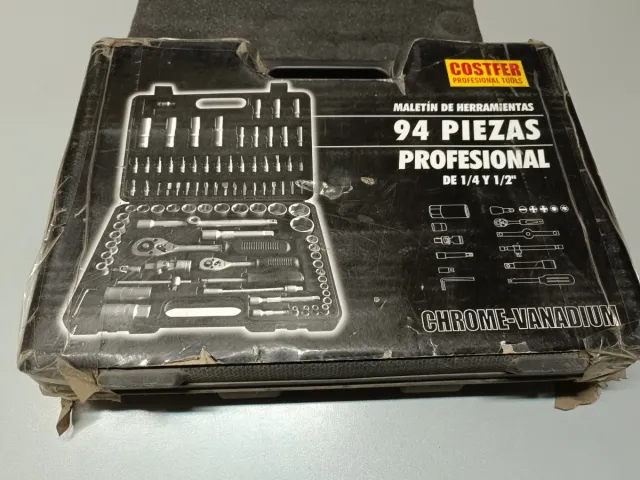 COSTFER
PROFESIONAL TOOLS
MALETÍN DE HERRAMIENTAS
94 PIEZAS
PROFESIONAL
DE 1/4 Y 1/2"
CHROME-VANADIUM